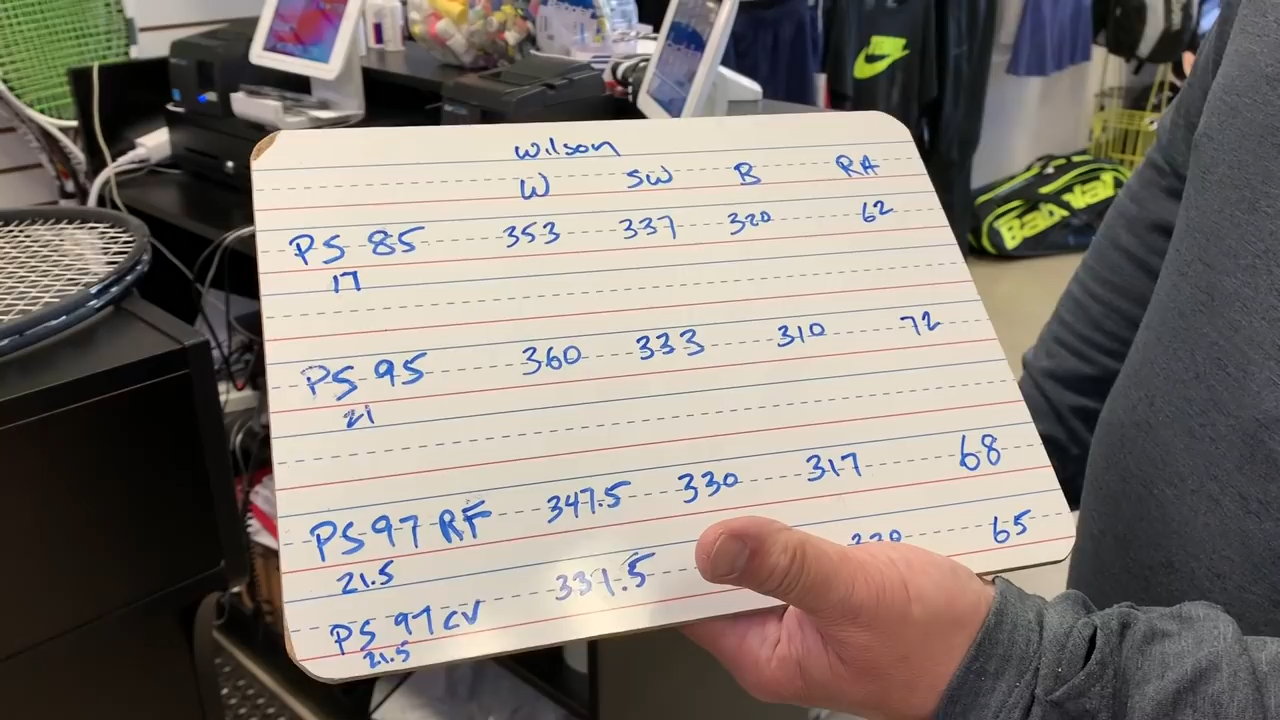 wilson
W SW B RA
PS 85 353 337 320 62
17
PS 95 360 333 310 72
21
PS 97 RF 347.5 330 317 68
21.5
PS 97 CV 337.5 65
21.5
Babolat